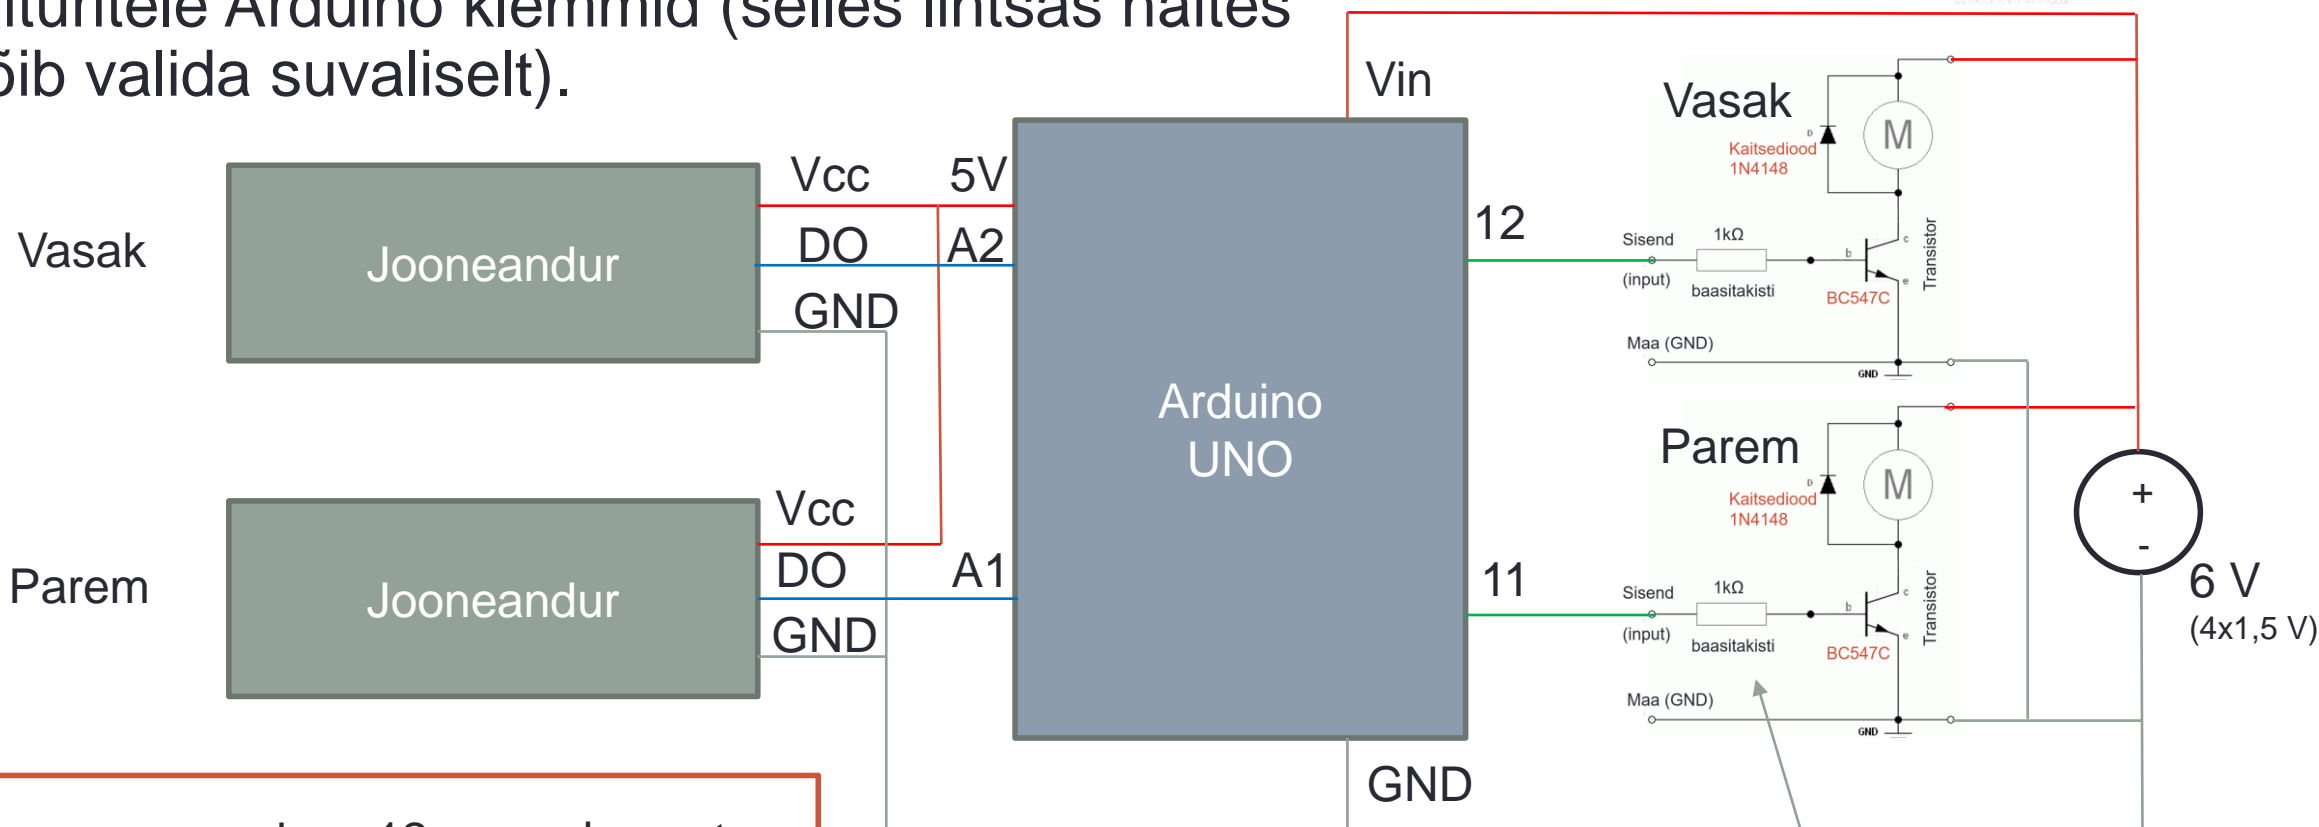 Arduino klemmid (selles lihtsas näites
võib valida suvaliselt).
Vin
Vasak
Jooneandur
Vcc
DO
GND
5V
A2
Parem
Jooneandur
Vcc
DO
GND
A1
Arduino
UNO
12
11
GND
Vasak
M
D
Kaitsediood
1N4148
Sisend
(input)
1kΩ
baasitakisti
b
c
e
BC547C
Transistor
Maa (GND)
GND
Parem
M
D
Kaitsediood
1N4148
Sisend
(input)
1kΩ
baasitakisti
b
c
e
BC547C
Transistor
Maa (GND)
GND
+
-
6 V
(4x1,5 V)